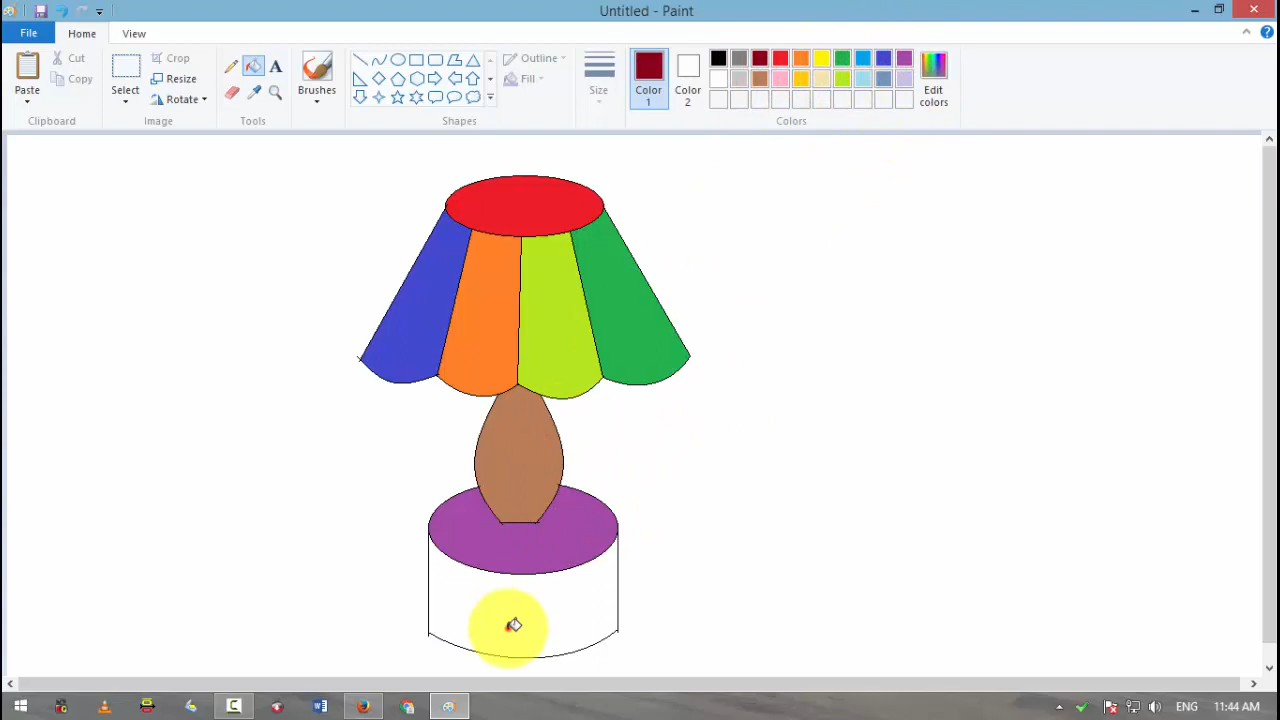 Untitled - Paint
File
Home
View
Paste
Cut
Copy
Clipboard
Select
Crop
Resize
Rotate
Image
A
Tools
Brushes
Outline
Fill
Shapes
Size
Color 1
Color 2
Edit colors
Colors
ENG
11:44 AM